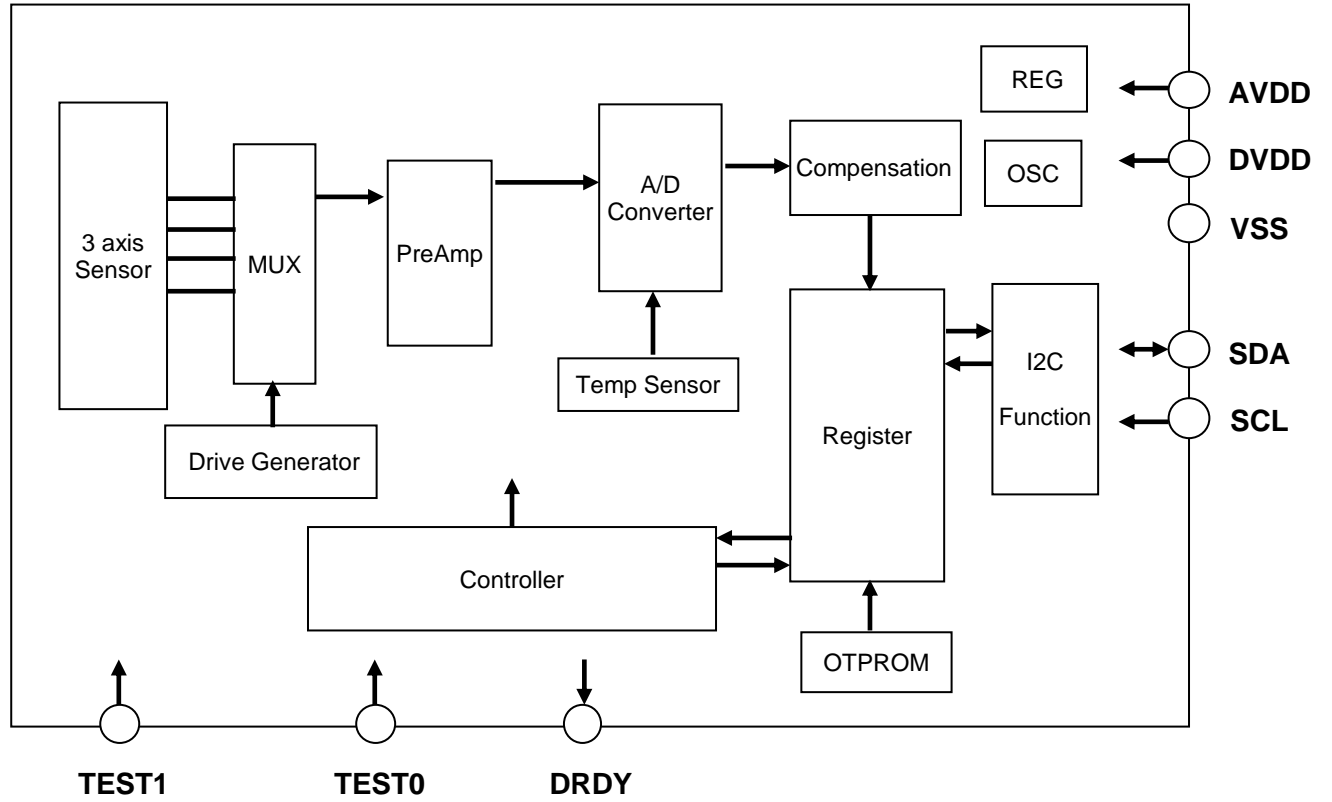 REG
AVDD
3 axis
Sensor
MUX
PreAmp
A/D
Converter
Compensation
OSC
DVDD
VSS
Temp Sensor
Drive Generator
Register
I2C
Function
SDA
SCL
Controller
OTPROM
TEST1
TEST0
DRDY